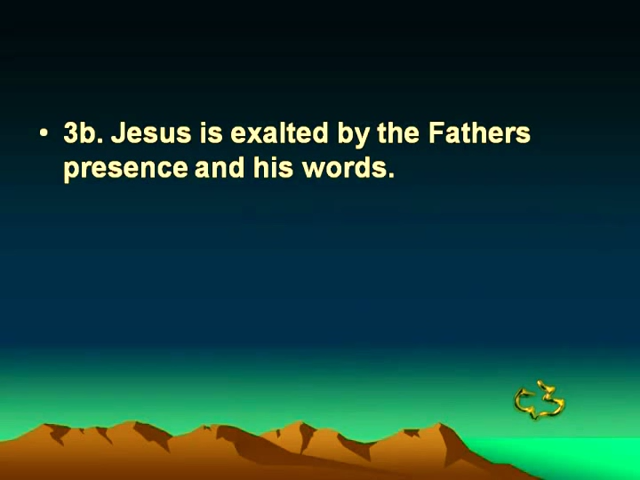 • 3b. Jesus is exalted by the Fathers
presence and his words.